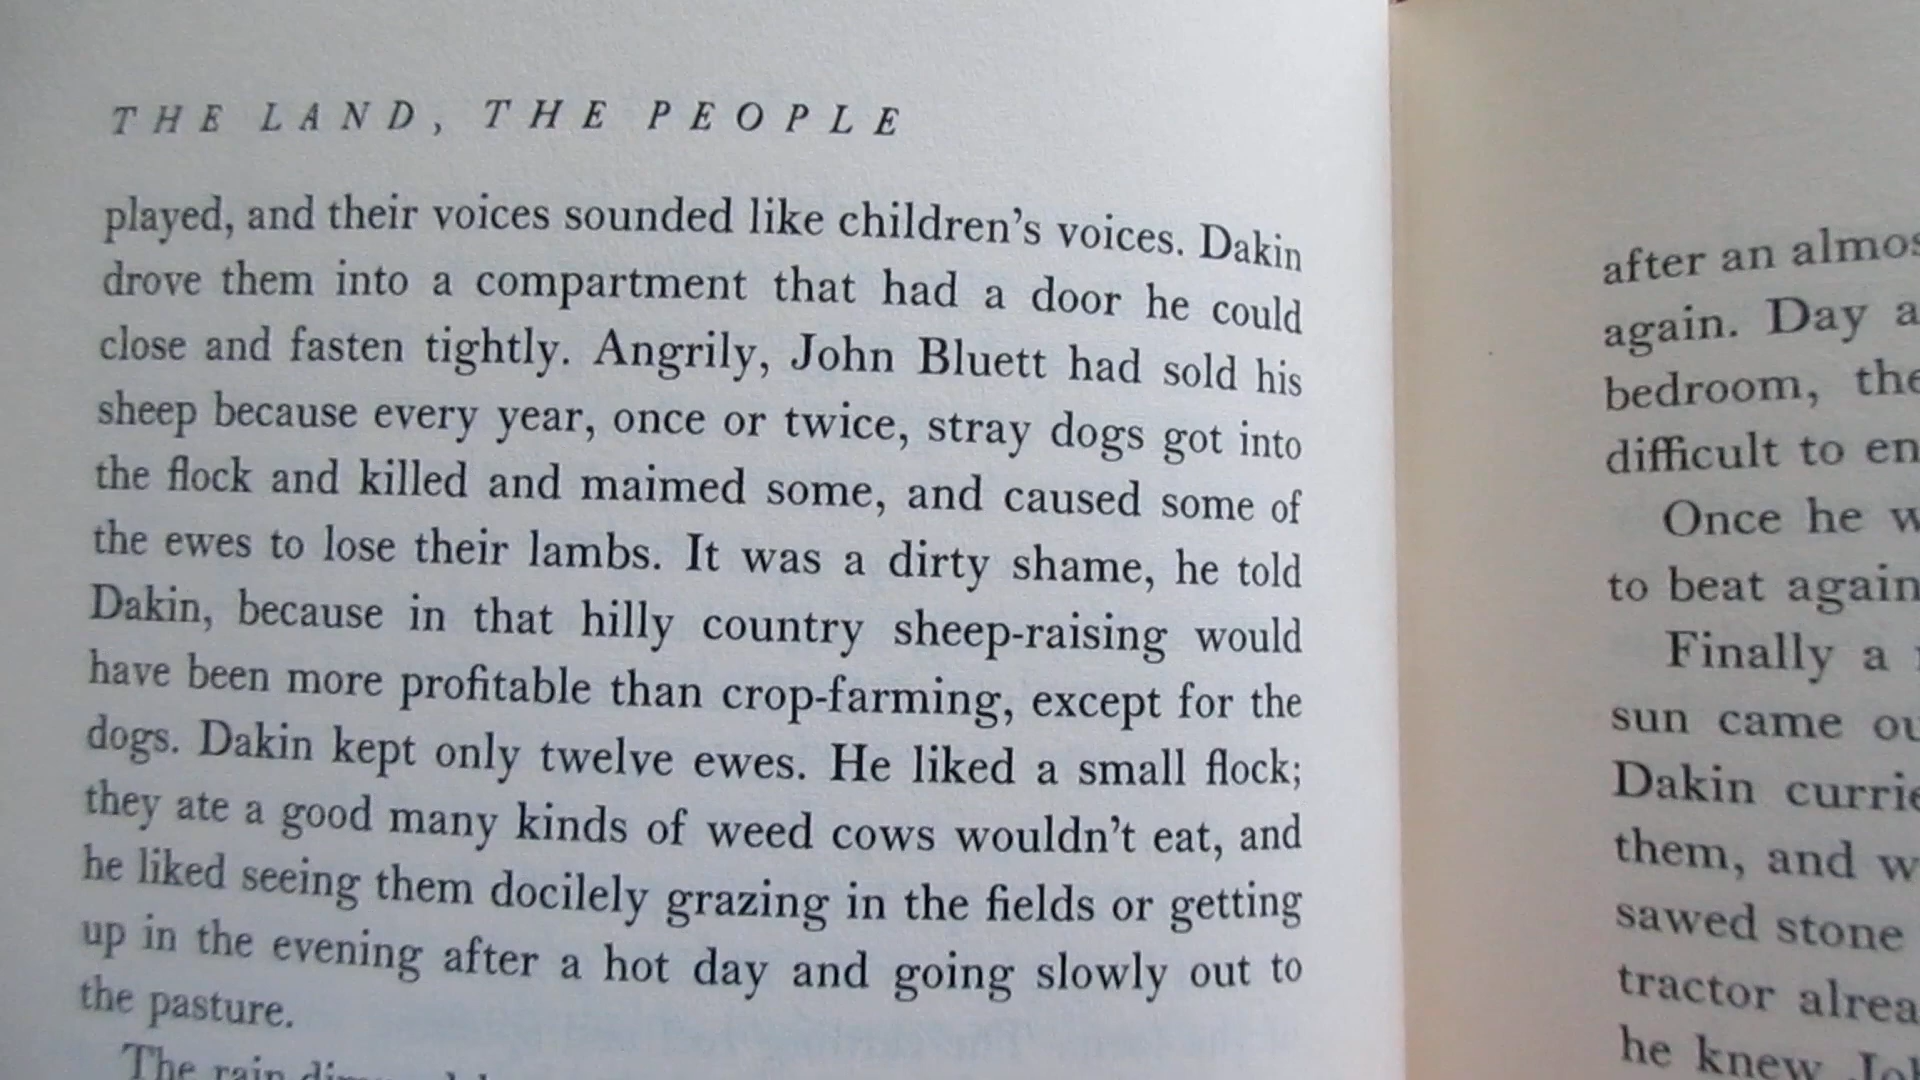 THE LAND, THE PEOPLE
played, and their voices sounded like children's voices. Dakin
drove them into a compartment that had a door he could
close and fasten tightly. Angrily, John Bluett had sold his
sheep because every year, once or twice, stray dogs got into
the flock and killed and maimed some, and caused some of
the ewes to lose their lambs. It was a dirty shame, he told
Dakin, because in that hilly country sheep-raising would
have been more profitable than crop-farming, except for the
dogs. Dakin kept only twelve ewes. He liked a small flock;
they ate a good many kinds of weed cows wouldn't eat, and
he liked seeing them docilely grazing in the fields or getting
up in the evening after a hot day and going slowly out to
the pasture.
The rain
after an
again. Day
bedroom,
difficult to
Once he
to beat again
Finally a
sun came
Dakin
them, and
sawed stone
tractor
he knew